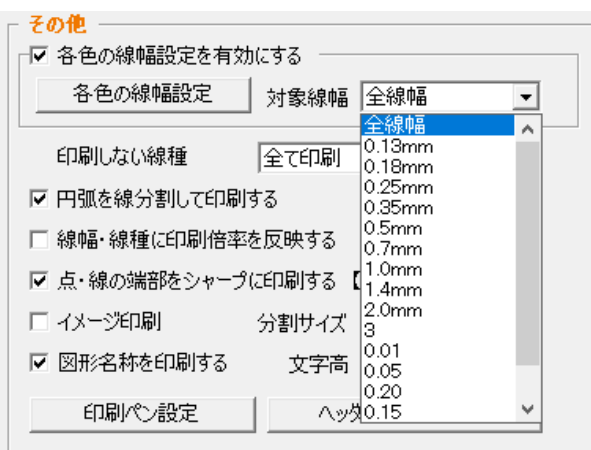 その他
各色の線幅設定を有効にする
各色の線幅設定 対象線幅 全線幅
全線幅
0.13mm
0.18mm
0.25mm
0.35mm
0.5mm
0.7mm
1.0mm
1.4mm
2.0mm
3
0.01
0.05
0.20
0.15
印刷しない線種 全て印刷
円弧を線分割して印刷する
線幅・線種に印刷倍率を反映する
点・線の端部をシャープに印刷する 【
イメージ印刷 分割サイズ
図形名称を印刷する 文字高
印刷ペン設定 ヘッダ